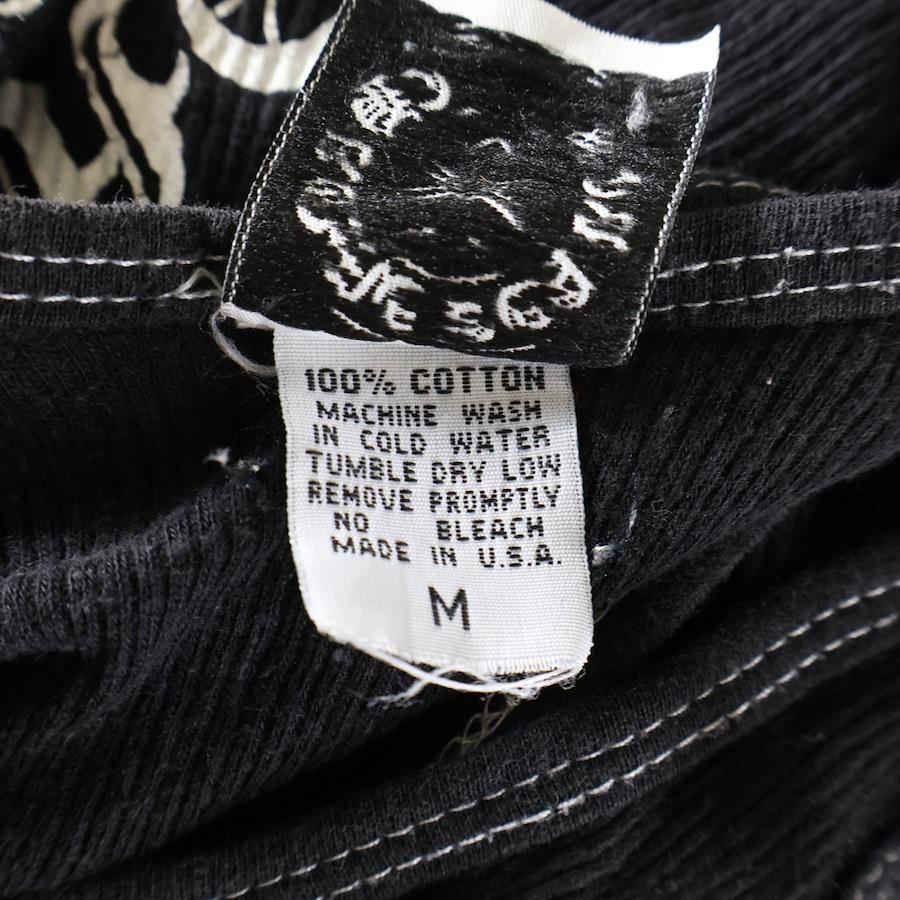 100% COTTON
MACHINE WASH
IN COLD WATER
TUMBLE DRY LOW
REMOVE PROMPTLY
NO BLEACH
MADE IN U.S.A.
M